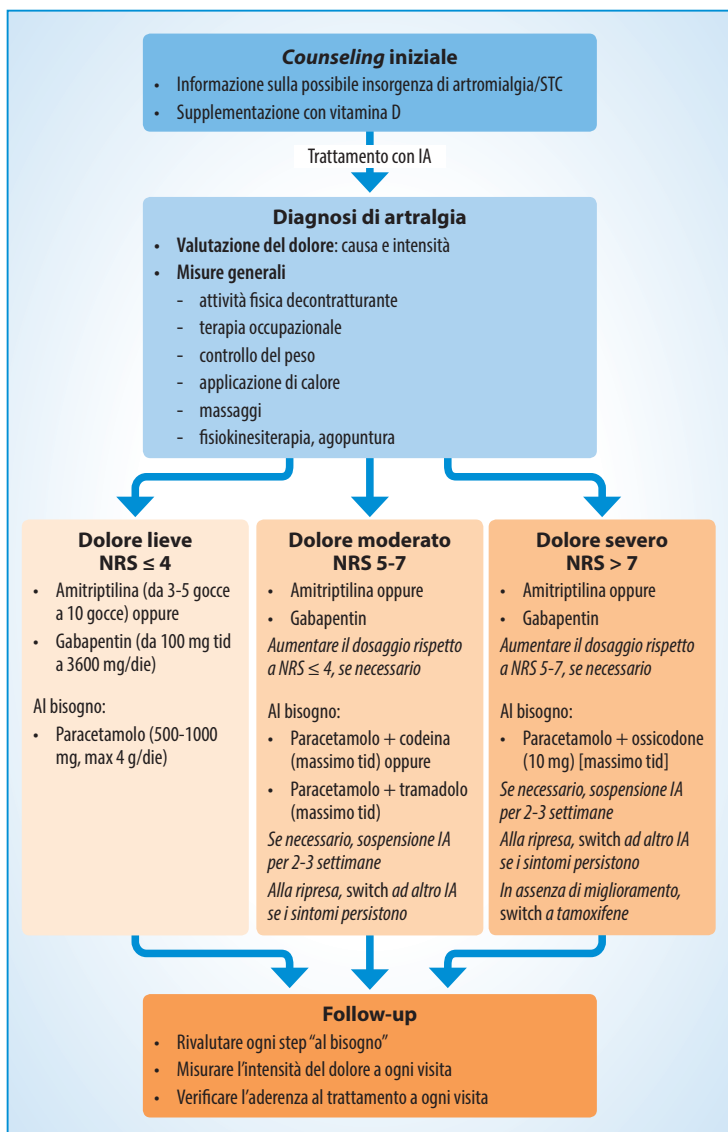 Counseling iniziale
• Informazione sulla possibile insorgenza di artromialgia/STC
• Supplementazione con vitamina D
Trattamento con IA
Diagnosi di artralgia
• Valutazione del dolore: causa e intensità
• Misure generali
- attività fisica decontratturante
- terapia occupazionale
- controllo del peso
- applicazione di calore
- massaggi
- fisiokinesiterapia, agopuntura
Dolore lieve
NRS ≤ 4
• Amitriptilina (da 3-5 gocce
a 10 gocce) oppure
• Gabapentin (da 100 mg tid
a 3600 mg/die)
Al bisogno:
• Paracetamolo (500-1000
mg, max 4 g/die)
Dolore moderato
NRS 5-7
• Amitriptilina oppure
• Gabapentin
Aumentare il dosaggio rispetto
a NRS ≤ 4, se necessario
Al bisogno:
• Paracetamolo + codeina
(massimo tid) oppure
• Paracetamolo + tramadolo
(massimo tid)
Se necessario, sospensione IA
per 2-3 settimane
Alla ripresa, switch ad altro IA
se i sintomi persistono
Dolore severo
NRS > 7
• Amitriptilina oppure
• Gabapentin
Aumentare il dosaggio rispetto
a NRS 5-7, se necessario
Al bisogno:
• Paracetamolo + ossicodone
(10 mg) [massimo tid]
Se necessario, sospensione IA
per 2-3 settimane
Alla ripresa, switch ad altro IA
se i sintomi persistono
In assenza di miglioramento,
switch a tamoxifene
Follow-up
• Rivalutare ogni step “al bisogno”
• Misurare l’intensità del dolore a ogni visita
• Verificare l’aderenza al trattamento a ogni visita